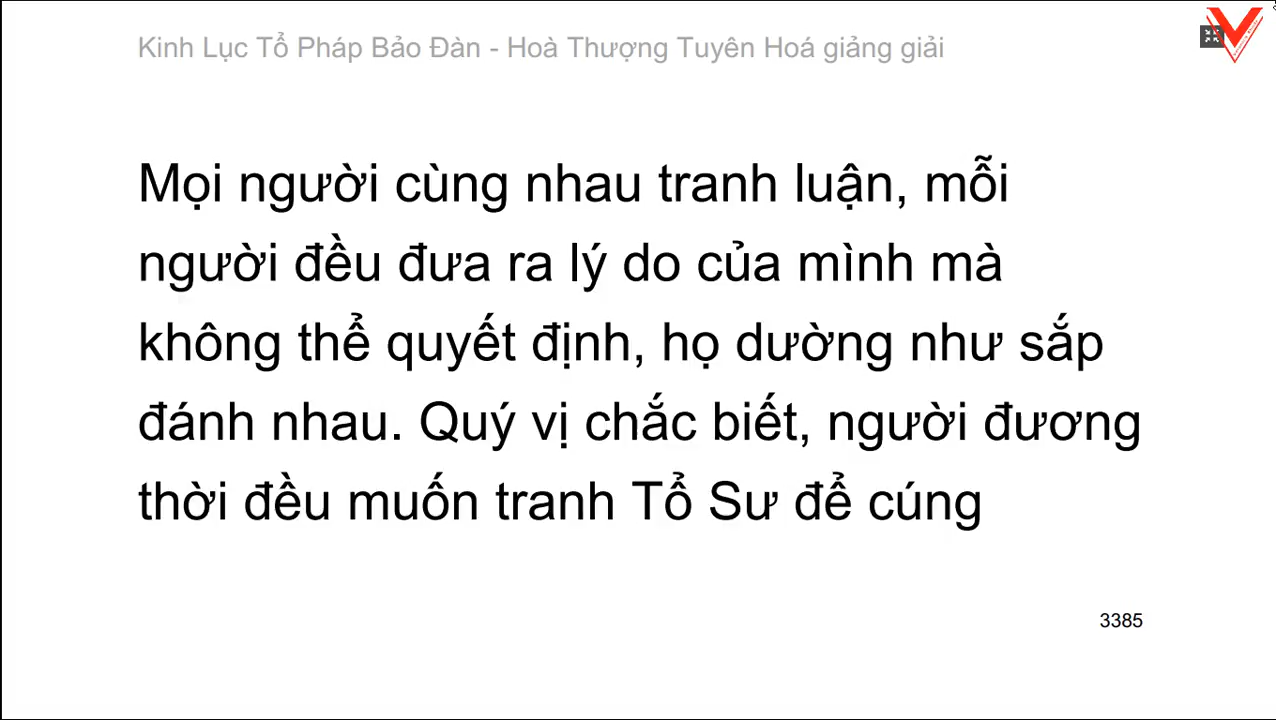 Kinh Lục Tổ Pháp Bảo Đàn - Hoà Thượng Tuyên Hoá giảng giải
Mọi người cùng nhau tranh luận, mỗi
người đều đưa ra lý do của mình mà
không thể quyết định, họ dường như sắp
đánh nhau. Quý vị chắc biết, người đương
thời đều muốn tranh Tổ Sư để cúng
3385